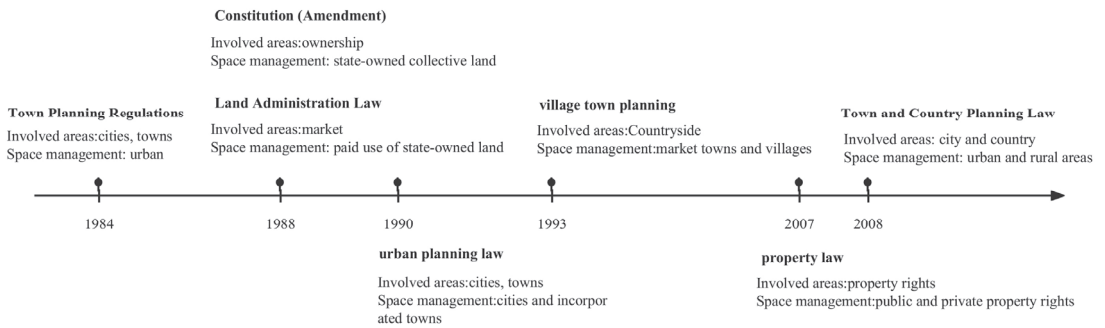 Constitution (Amendment)
Involved areas:ownership
Space management: state-owned collective land
Town Planning Regulations
Involved areas:cities, towns
Space management: urban
Land Administration Law
Involved areas:market
Space management: paid use of state-owned land
village town planning
Involved areas:Countryside
Space management:market towns and villages
Town and Country Planning Law
Involved areas: city and country
Space management: urban and rural areas
1984
1988
1990
1993
2007
2008
urban planning law
Involved areas:cities, towns
Space management:cities and incorpor
ated towns
property law
Involved areas:property rights
Space management:public and private property rights